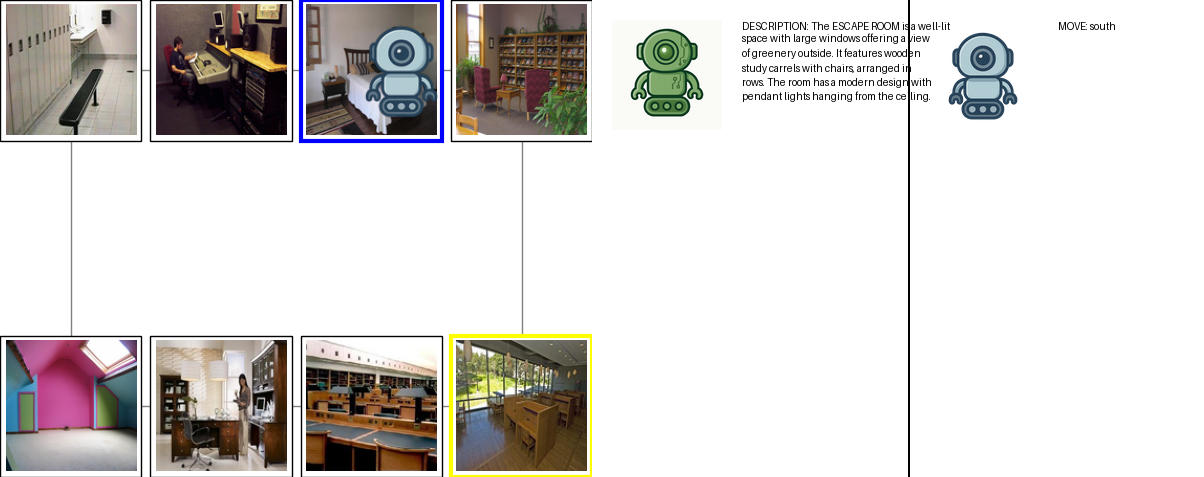 DESCRIPTION: The ESCAPE ROOM is a well-lit
space with large windows offering a view
of greenery outside. It features wooden
study carrels with chairs, arranged in
rows. The room has a modern design with
pendant lights hanging from the ceiling.
MOVE: south